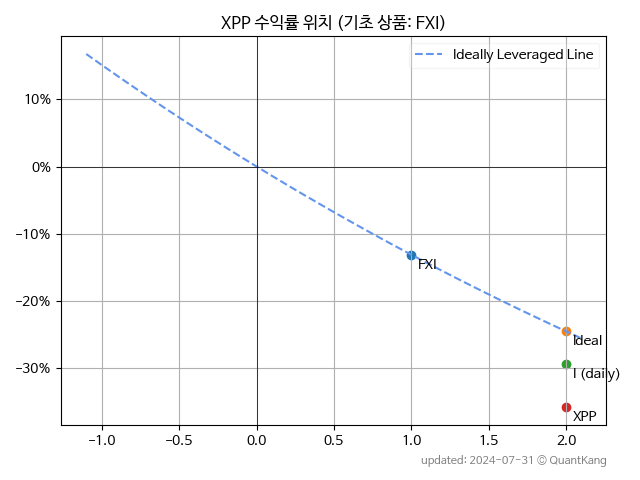 XPP 수익률 위치 (기초 상품: FXI)
Ideally Leveraged Line
10%
0%
−10%
−20%
−30%
FXI
Ideal
I (daily)
XPP
−1.0 −0.5 0.0 0.5 1.0 1.5 2.0
updated: 2024-07-31 © QuantKang